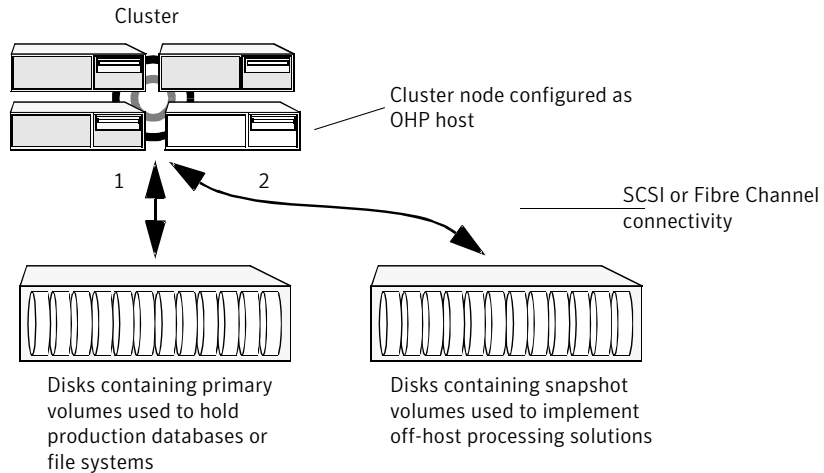 Cluster
Cluster node configured as
OHP host
1
2
SCSI or Fibre Channel
connectivity
Disks containing primary
volumes used to hold
production databases or
file systems
Disks containing snapshot
volumes used to implement
off-host processing solutions